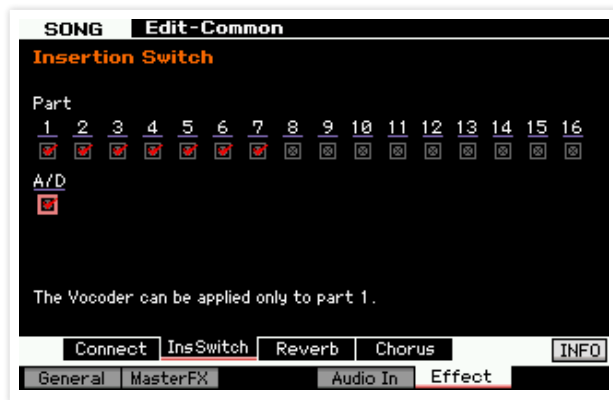 SONG Edit-Common
Insertion Switch
Part
1 2 3 4 5 6 7 8 9 10 11 12 13 14 15 16
A/D
The Vocoder can be applied only to part 1.
Connect InsSwitch Reverb Chorus INFO
General MasterFX Audio In Effect